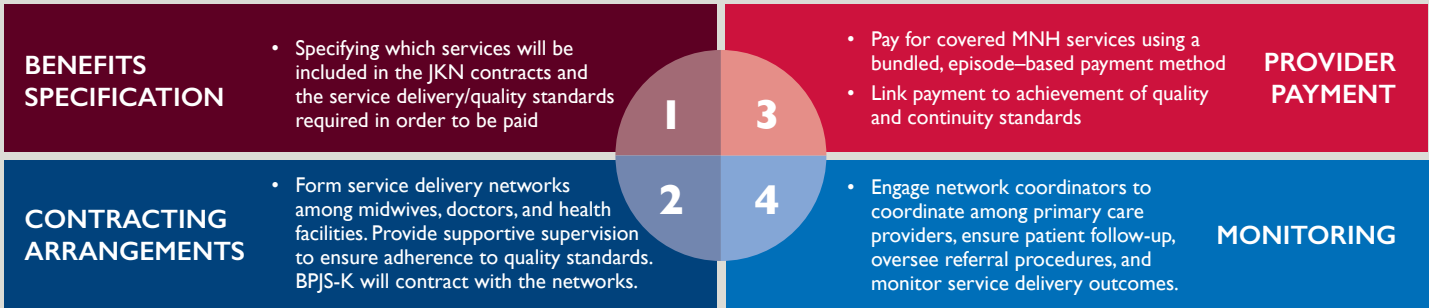 BENEFITS
SPECIFICATION
• Specifying which services will be
included in the JKN contracts and
the service delivery/quality standards
required in order to be paid
1
CONTRACTING
ARRANGEMENTS
• Form service delivery networks
among midwives, doctors, and health
facilities. Provide supportive supervision
to ensure adherence to quality standards.
BPJS-K will contract with the networks.
2
3
• Pay for covered MNH services using a
bundled, episode–based payment method
• Link payment to achievement of quality
and continuity standards
PROVIDER
PAYMENT
4
• Engage network coordinators to
coordinate among primary care
providers, ensure patient follow-up,
oversee referral procedures, and
monitor service delivery outcomes.
MONITORING